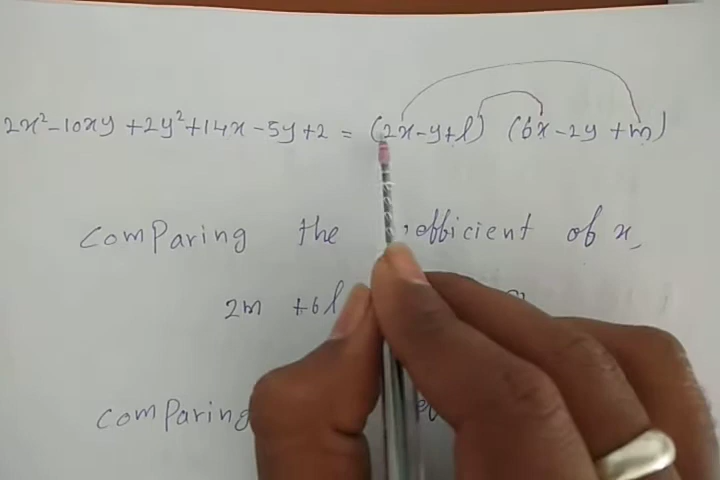 2x² - 10xy + 2y² + 14x - 5y + 2 = (2x - y + l) (6x - 2y + m)
comparing the coefficient of x,
2m + 6l
comparing